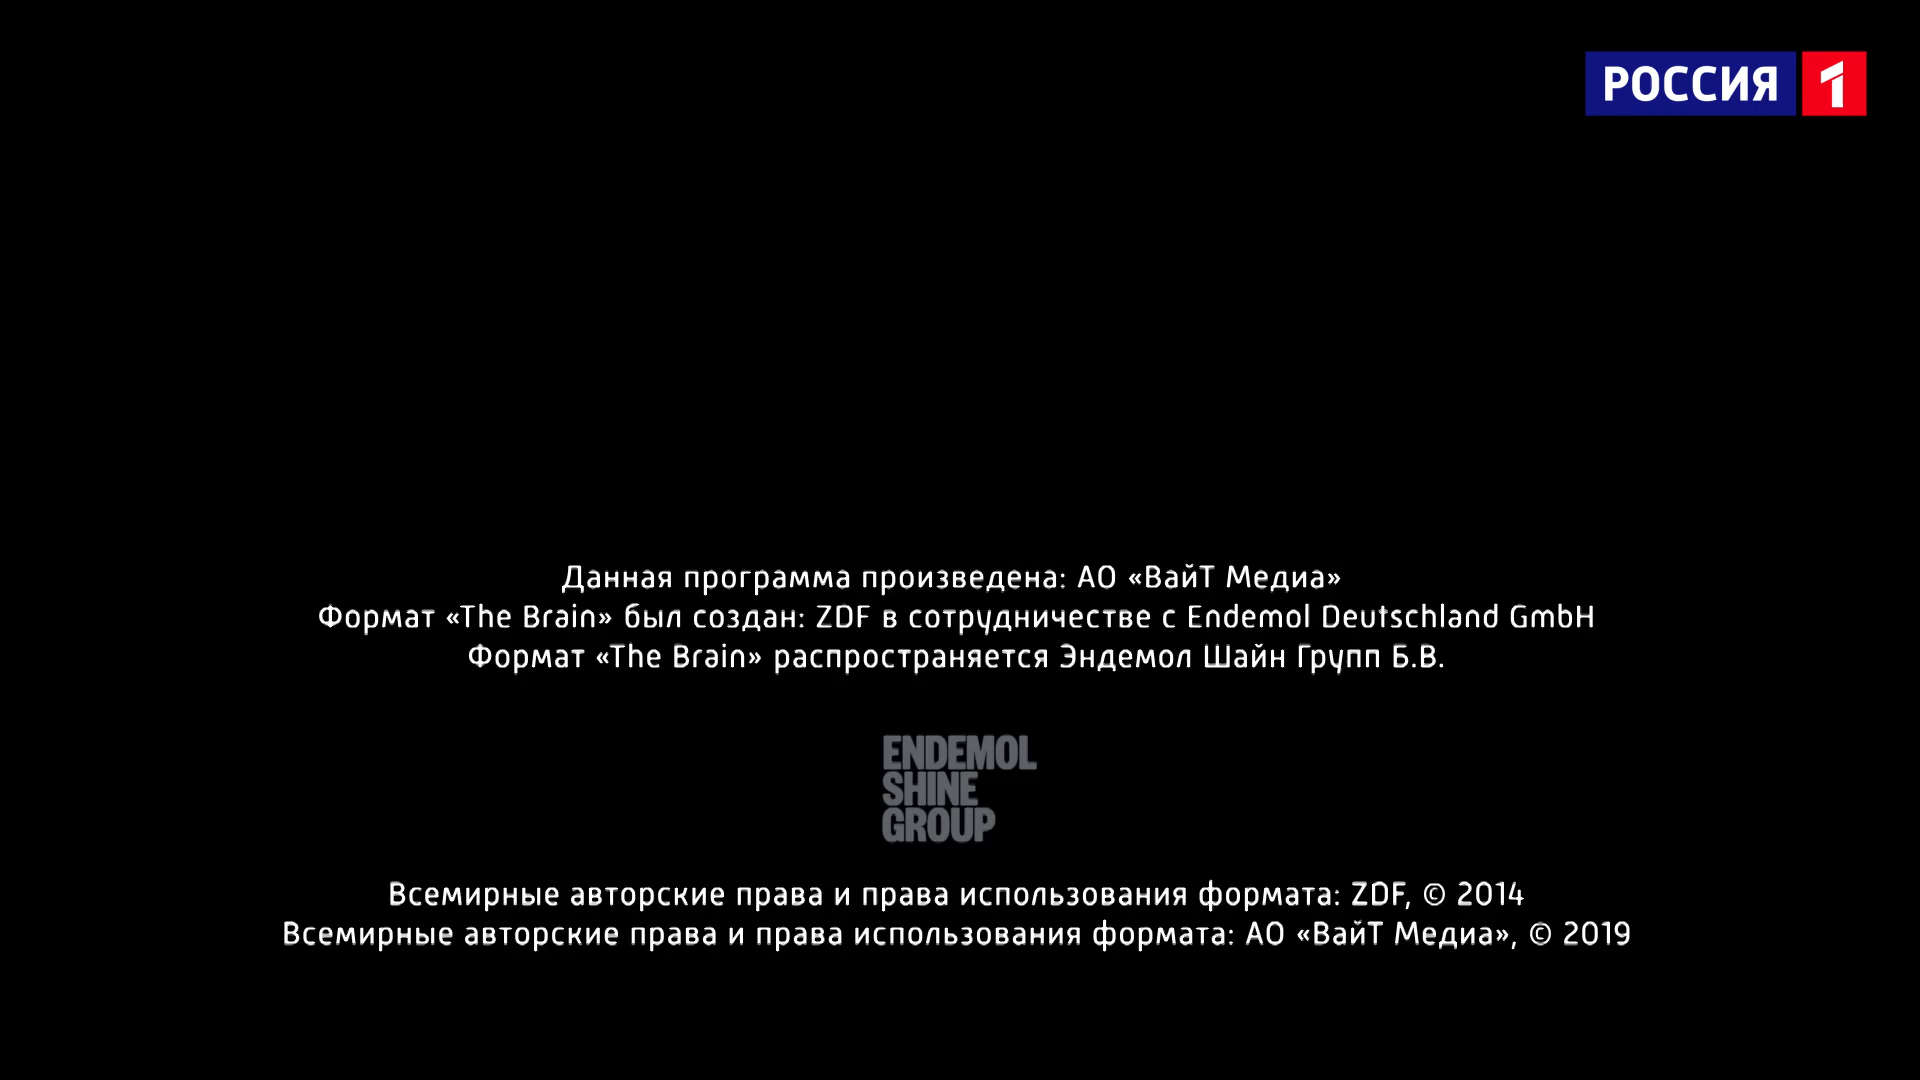 РОССИЯ 1
Данная программа произведена: АО «ВайТ Медиа»
Формат «The Brain» был создан: ZDF в сотрудничестве с Endemol Deutschland GmbH
Формат «The Brain» распространяется Эндемол Шайн Групп Б.В.
ENDEMOL
SHINE
GROUP
Всемирные авторские права и права использования формата: ZDF, © 2014
Всемирные авторские права и права использования формата: АО «ВайТ Медиа», © 2019